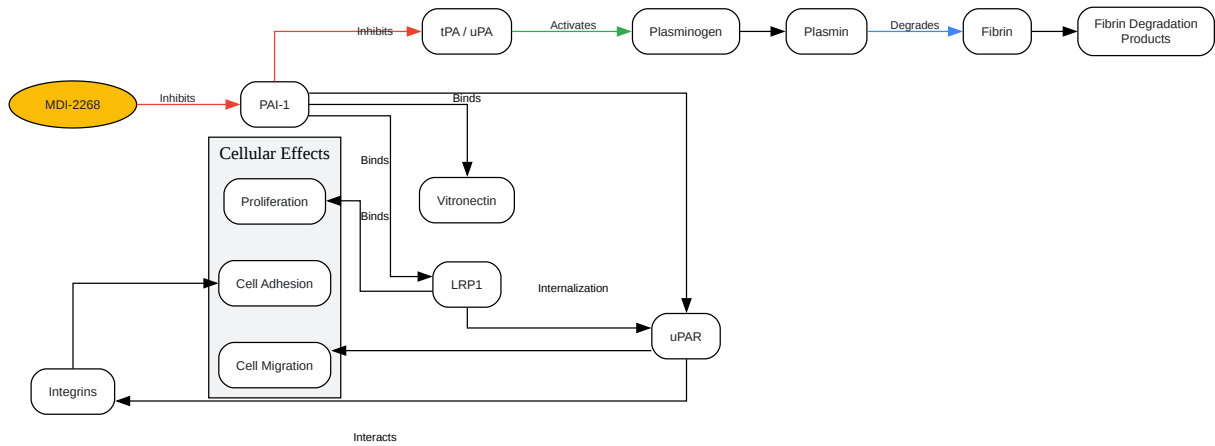 Inhibits
tPA / uPA
Activates
Plasminogen
Plasmin
Degrades
Fibrin
Fibrin Degradation
Products
MDI-2268
Inhibits
PAI-1
Binds
Cellular Effects
Binds
Proliferation
Vitronectin
Binds
Cell Adhesion
LRP1
Internalization
uPAR
Cell Migration
Integrins
Interacts